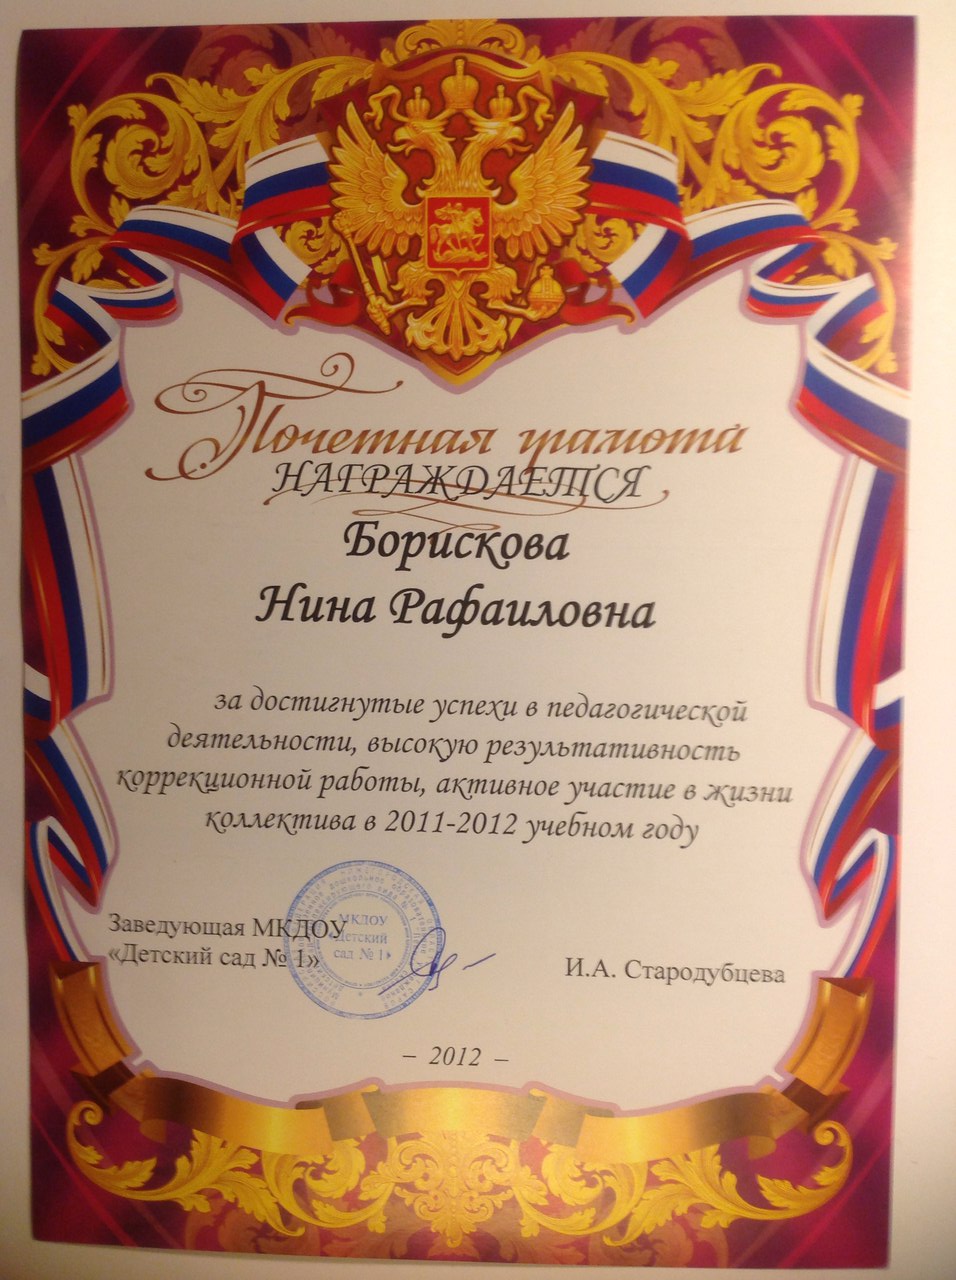 Почетная грамота
НАГРАЖДАЕТСЯ
Борискова
Нина Рафаиловна
за достигнутые успехи в педагогической
деятельности, высокую результативность
коррекционной работы, активное участие в жизни
коллектива в 2011-2012 учебном году
Заведующая МКДОУ
«Детский сад № 1»
МКДОУ
«Детский
сад № 1»
И.А. Стародубцева
– 2012 –